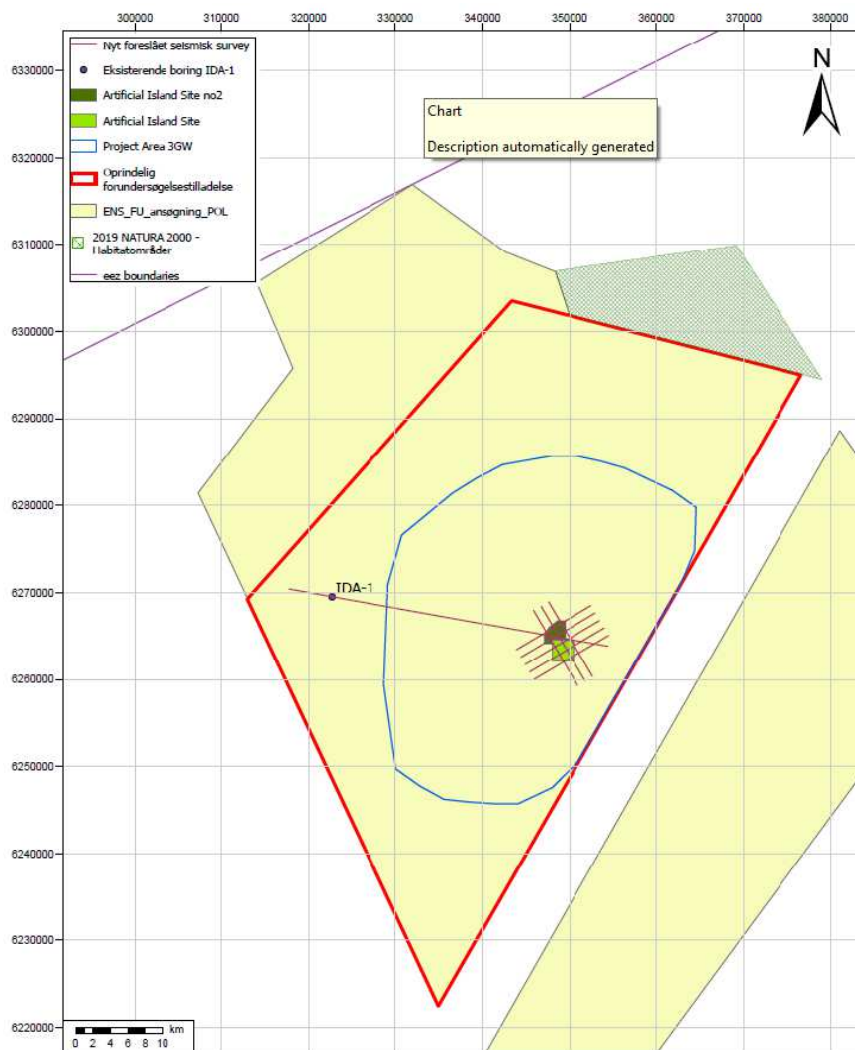 300000 310000 320000 330000 340000 350000 360000 370000 380000
Nyt foreslået seismisk survey
Eksisterende boring IDA-1
Artificial Island Site no2
Artificial Island Site
Project Area 3GW
Oprindelig
forundersøgelsestilladelse
ENS_FU_ansøgning_POL
2019 NATURA 2000 -
Habitatområder
eez boundaries
Chart
Description automatically generated
N
6330000
6320000
6310000
6300000
6290000
6280000
6270000
IDA-1
6260000
6250000
6240000
6230000
6220000
km
0 2 4 6 8 10